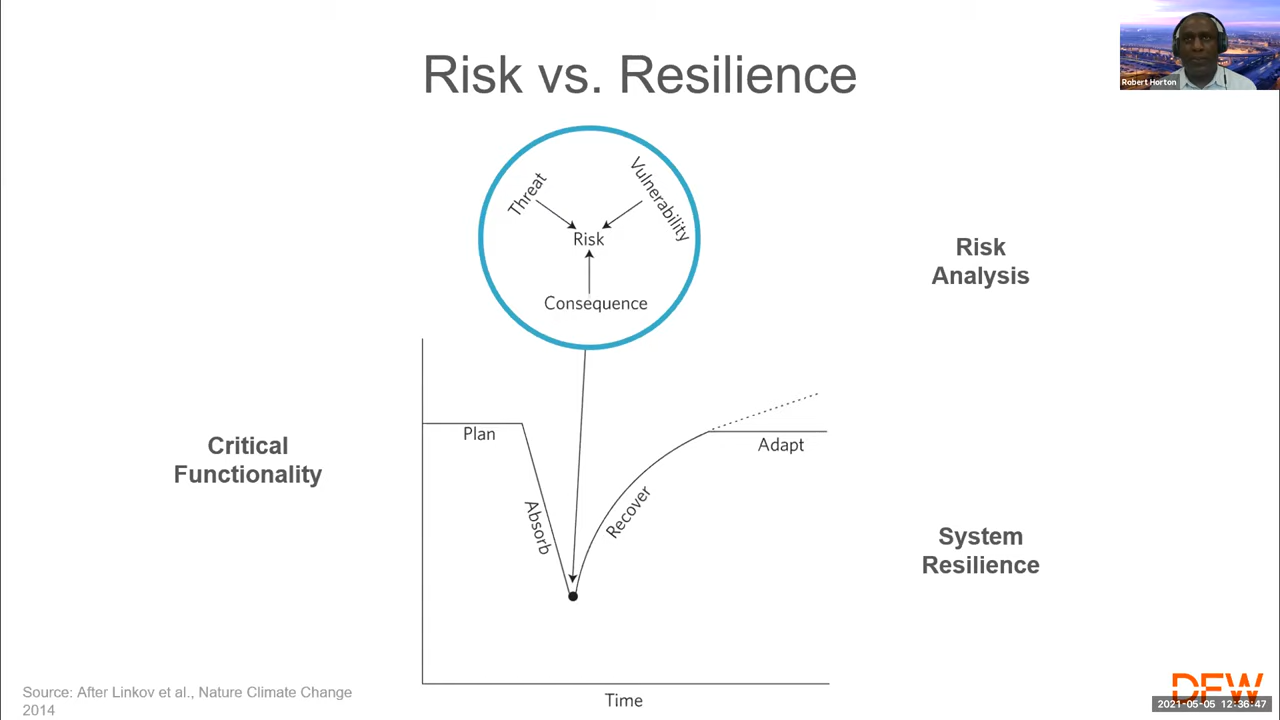 Risk vs. Resilience
Robert Horton
Threat
Vulnerability
Risk
Consequence
Risk
Analysis
Critical
Functionality
Plan
Absorb
Recover
Adapt
System
Resilience
Time
Source: After Linkov et al., Nature Climate Change
2014
DFW
2021-05-05 12:36:47